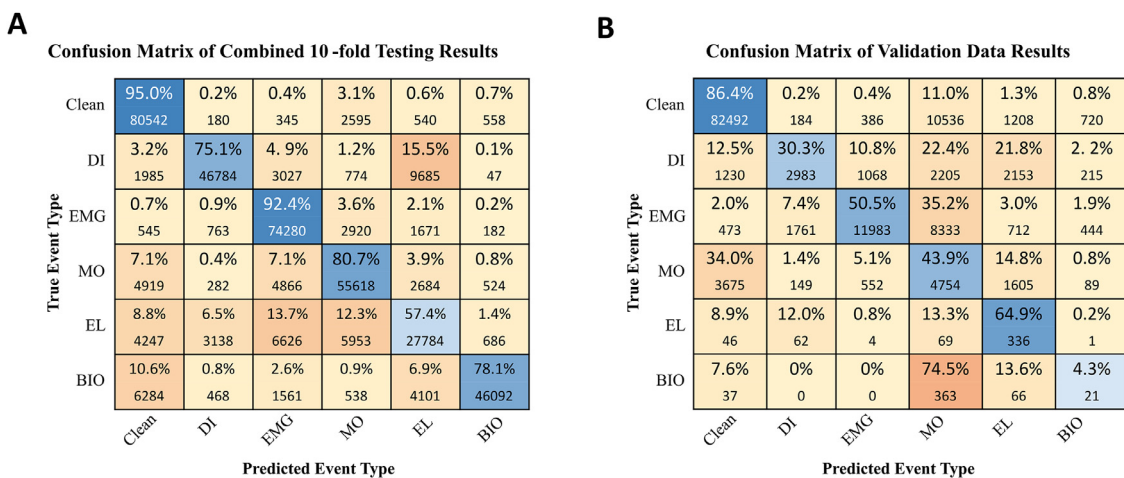 A
Confusion Matrix of Combined 10 -fold Testing Results
True Event Type
Clean
95.0% 0.2% 0.4% 3.1% 0.6% 0.7%
80542 180 345 2595 540 558
DI
3.2% 75.1% 4. 9% 1.2% 15.5% 0.1%
1985 46784 3027 774 9685 47
EMG
0.7% 0.9% 92.4% 3.6% 2.1% 0.2%
545 763 74280 2920 1671 182
MO
7.1% 0.4% 7.1% 80.7% 3.9% 0.8%
4919 282 4866 55618 2684 524
EL
8.8% 6.5% 13.7% 12.3% 57.4% 1.4%
4247 3138 6626 5953 27784 686
BIO
10.6% 0.8% 2.6% 0.9% 6.9% 78.1%
6284 468 1561 538 4101 46092
Clean DI EMG MO EL BIO
Predicted Event Type
B
Confusion Matrix of Validation Data Results
True Event Type
Clean
86.4% 0.2% 0.4% 11.0% 1.3% 0.8%
82492 184 386 10536 1208 720
DI
12.5% 30.3% 10.8% 22.4% 21.8% 2. 2%
1230 2983 1068 2205 2153 215
EMG
2.0% 7.4% 50.5% 35.2% 3.0% 1.9%
473 1761 11983 8333 712 444
MO
34.0% 1.4% 5.1% 43.9% 14.8% 0.8%
3675 149 552 4754 1605 89
EL
8.9% 12.0% 0.8% 13.3% 64.9% 0.2%
46 62 4 69 336 1
BIO
7.6% 0% 0% 74.5% 13.6% 4.3%
37 0 0 363 66 21
Clean DI EMG MO EL BIO
Predicted Event Type